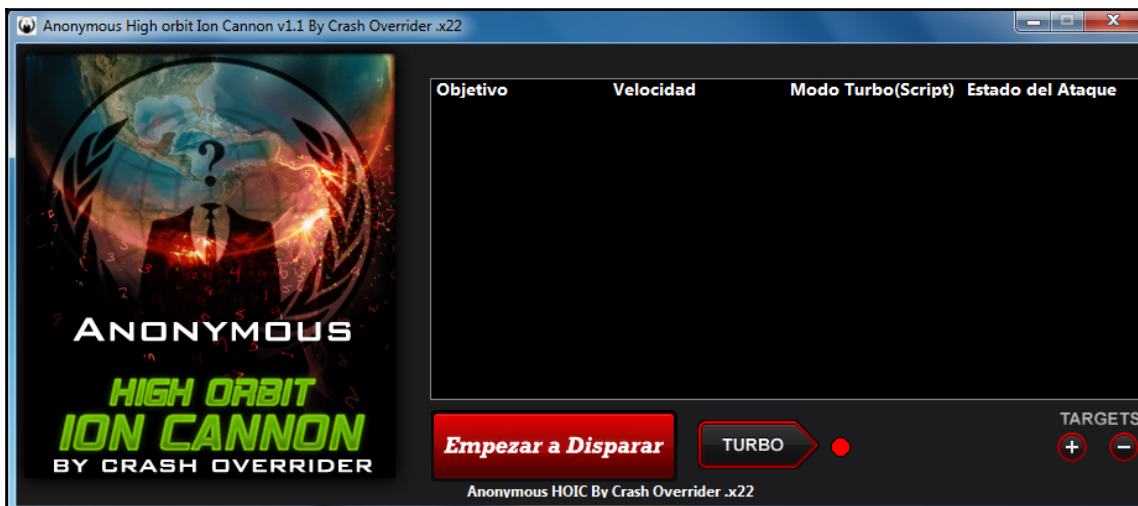 Anonymous High orbit Ion Cannon v1.1 By Crash Overrider .x22
Objetivo Velocidad Modo Turbo(Script) Estado del Ataque
?
ANONYMOUS
HIGH ORBIT
ION CANNON
BY CRASH OVERRIDER
Empezar a Disparar
TURBO
TARGETS
+ −
Anonymous HOIC By Crash Overrider .x22